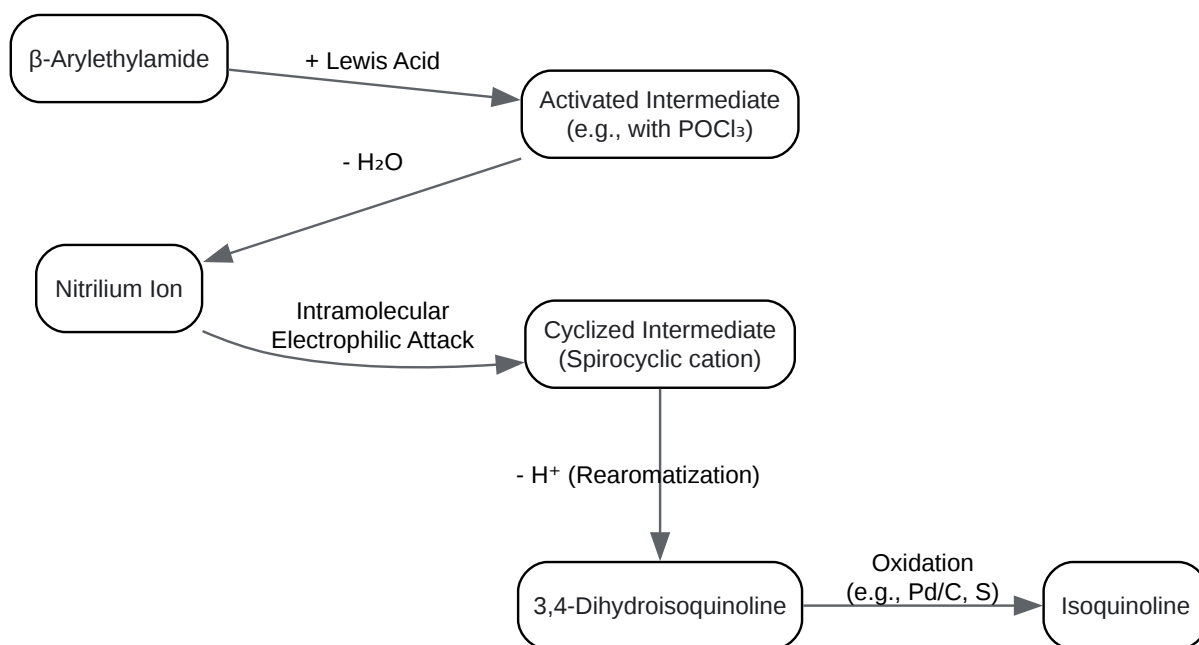 β-Arylethylamide
+ Lewis Acid
Activated Intermediate
(e.g., with POCl₃)
- H₂O
Nitrilium Ion
Intramolecular
Electrophilic Attack
Cyclized Intermediate
(Spirocyclic cation)
- H⁺ (Rearomatization)
3,4-Dihydroisoquinoline
Oxidation
(e.g., Pd/C, S)
Isoquinoline